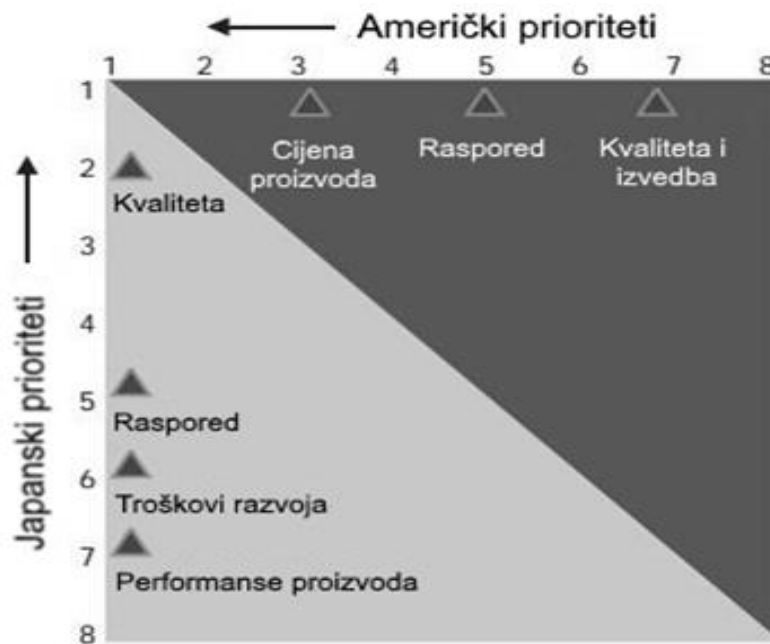 Amerîčki prioriteti
1 2 3 4 5 6 7 8
Cijena proizvoda
Raspored
Kvaliteta i izvedba
Japanski prioriteti
1
2
Kvaliteta
3
4
5
Raspored
6
Troškovi razvoja
7
Performanse proizvoda
8